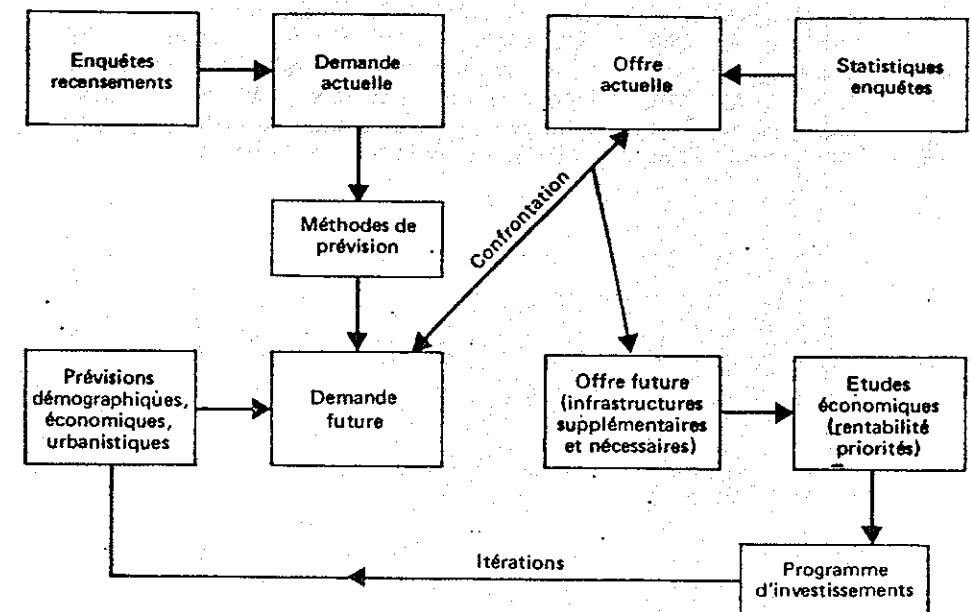 Enquêtes
recensements
Demande
actuelle
Offre
actuelle
Statistiques
enquêtes
Méthodes de
prévision
Confrontation
Prévisions
démographiques,
économiques,
urbanistiques
Demande
future
Offre future
(infrastructures
supplémentaires
et nécessaires)
Etudes
économiques
(rentabilité
priorités)
Itérations
Programme
d'investissements